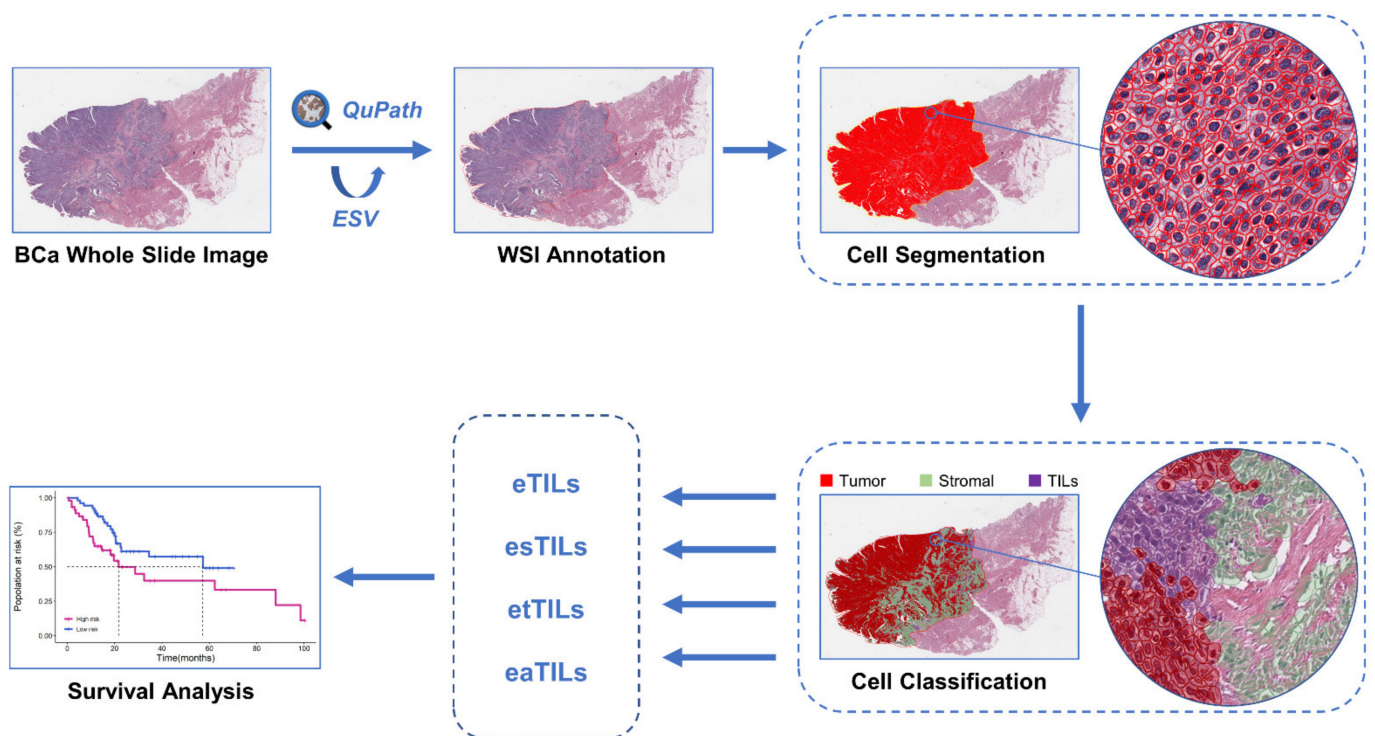 QuPath
ESV
BCa Whole Slide Image
WSI Annotation
Cell Segmentation
Tumor
Stromal
TILs
Cell Classification
eTILs
esTILs
etTILs
eaTILs
Popolation at risk (%)
1.00
0.75
0.50
0.25
0.00
High risk
Low risk
0 20 40 60 80 100
Time(months)
Survival Analysis